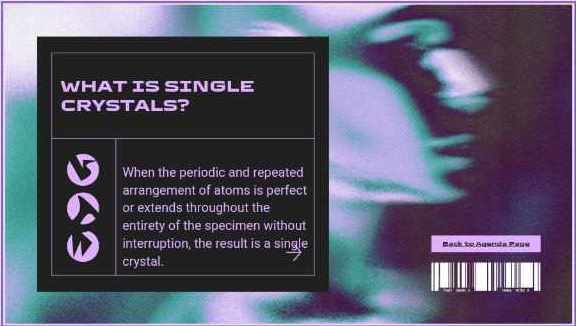 WHAT IS SINGLE
CRYSTALS?
When the periodic and repeated
arrangement of atoms is perfect
or extends throughout the
entirety of the specimen without
interruption, the result is a single
crystal.
Back to Agenda Page